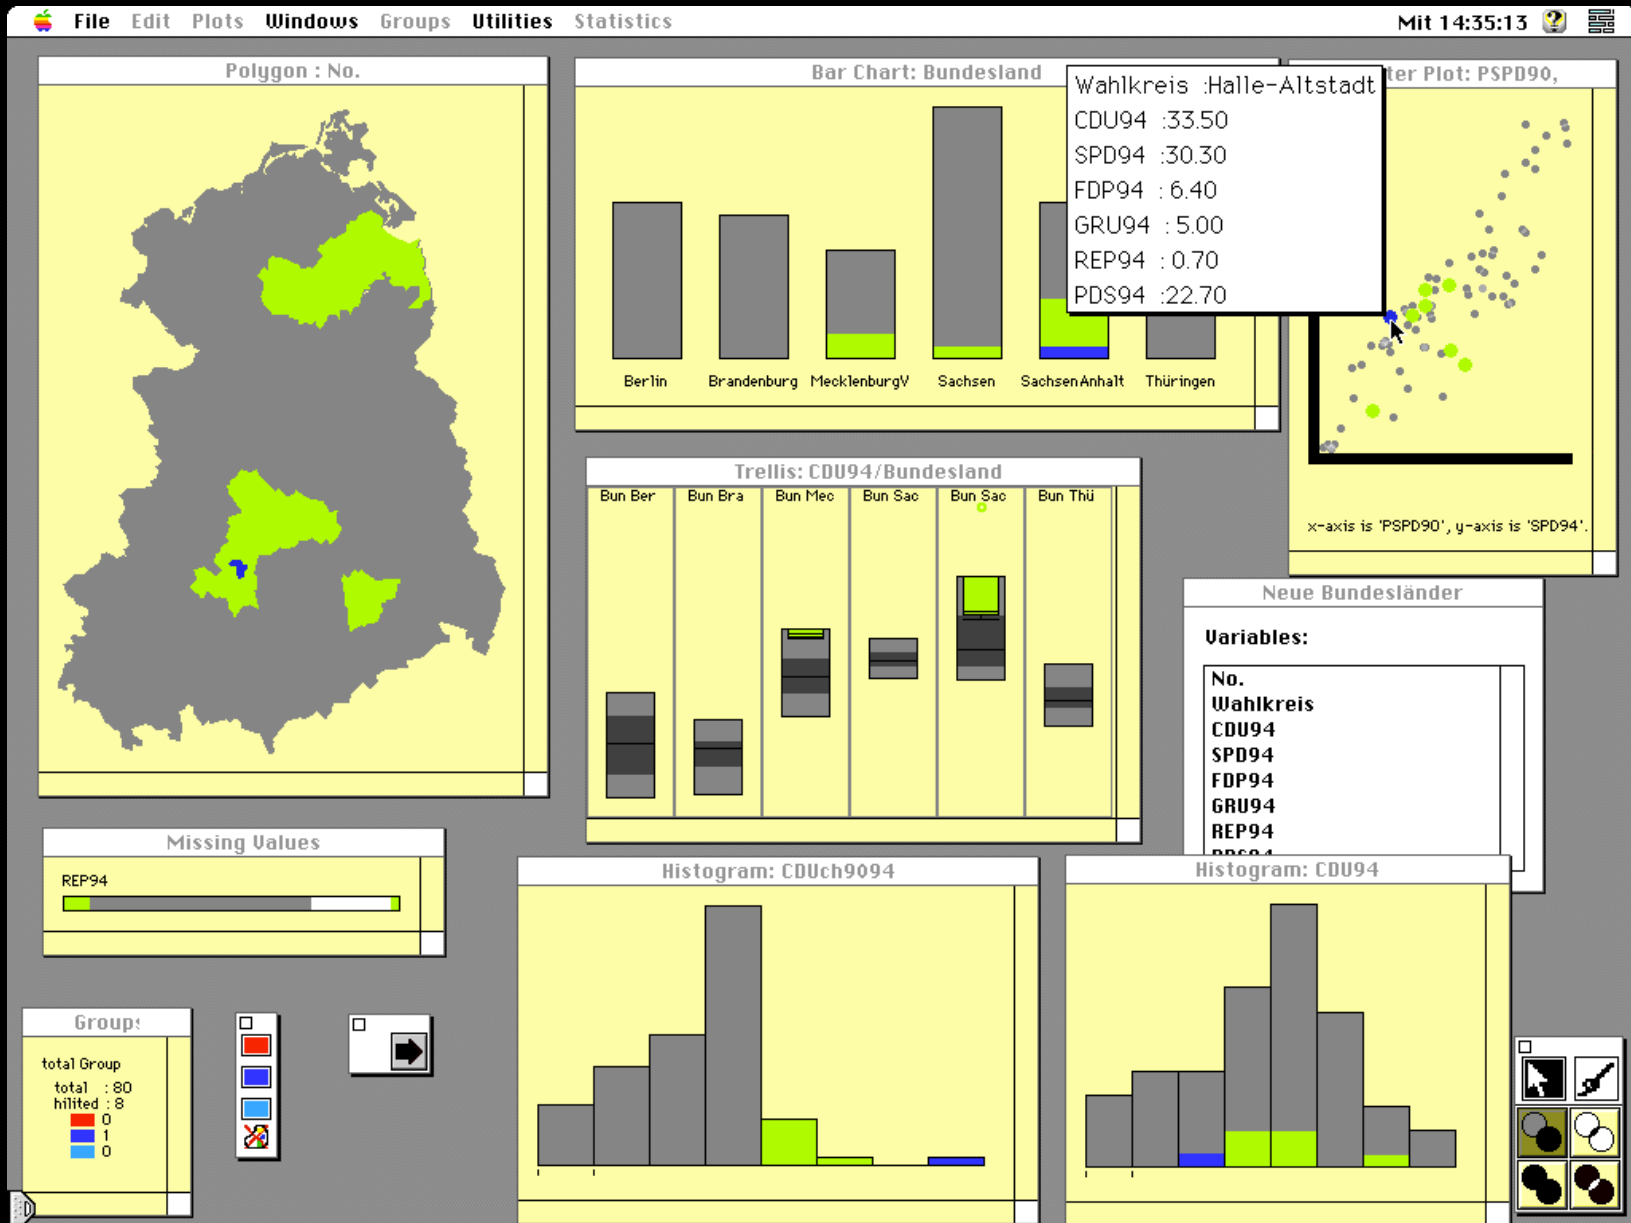 File Edit Plots Windows Groups Utilities Statistics Mit 14:35:13
Polygon : No.
Bar Chart: Bundesland
Berlin Brandenburg MecklenburgV Sachsen SachsenAnhalt Thüringen
Wahlkreis :Halle-Altstadt
CDU94 :33.50
SPD94 :30.30
FDP94 : 6.40
GRU94 : 5.00
REP94 : 0.70
PDS94 :22.70
ter Plot: PSPD90,
x-axis is 'PSPD90', y-axis is 'SPD94'.
Trellis: CDU94/Bundesland
Bun Ber Bun Bra Bun Mec Bun Sac Bun Sac Bun Thü
Neue Bundesländer
Variables:
No.
Wahlkreis
CDU94
SPD94
FDP94
GRU94
REP94
PDS94
Missing Values
REP94
Histogram: CDUch9094
Histogram: CDU94
Groups
total Group
total : 80
hilited : 8
0
1
0